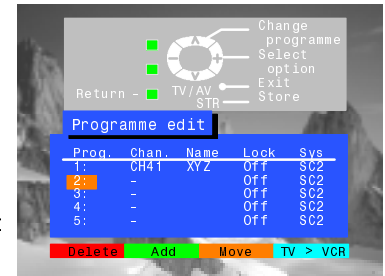 Change
programme
Select
option
Exit
Return - TV/AV
STR Store
Programme edit
Prog. Chan. Name Lock Sys
1: CH41 XYZ Off SC2
2: - Off SC2
3: - Off SC2
4: - Off SC2
5: - Off SC2
Delete Add Move TV > VCR